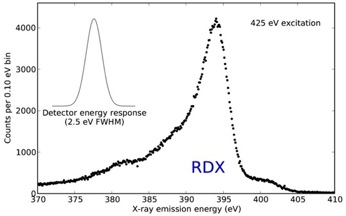 425 eV excitation
Counts per 0.10 eV bin
4000
3000
2000
1000
0
Detector energy response
(2.5 eV FWHM)
RDX
370 375 380 385 390 395 400 405 410
X-ray emission energy (eV)